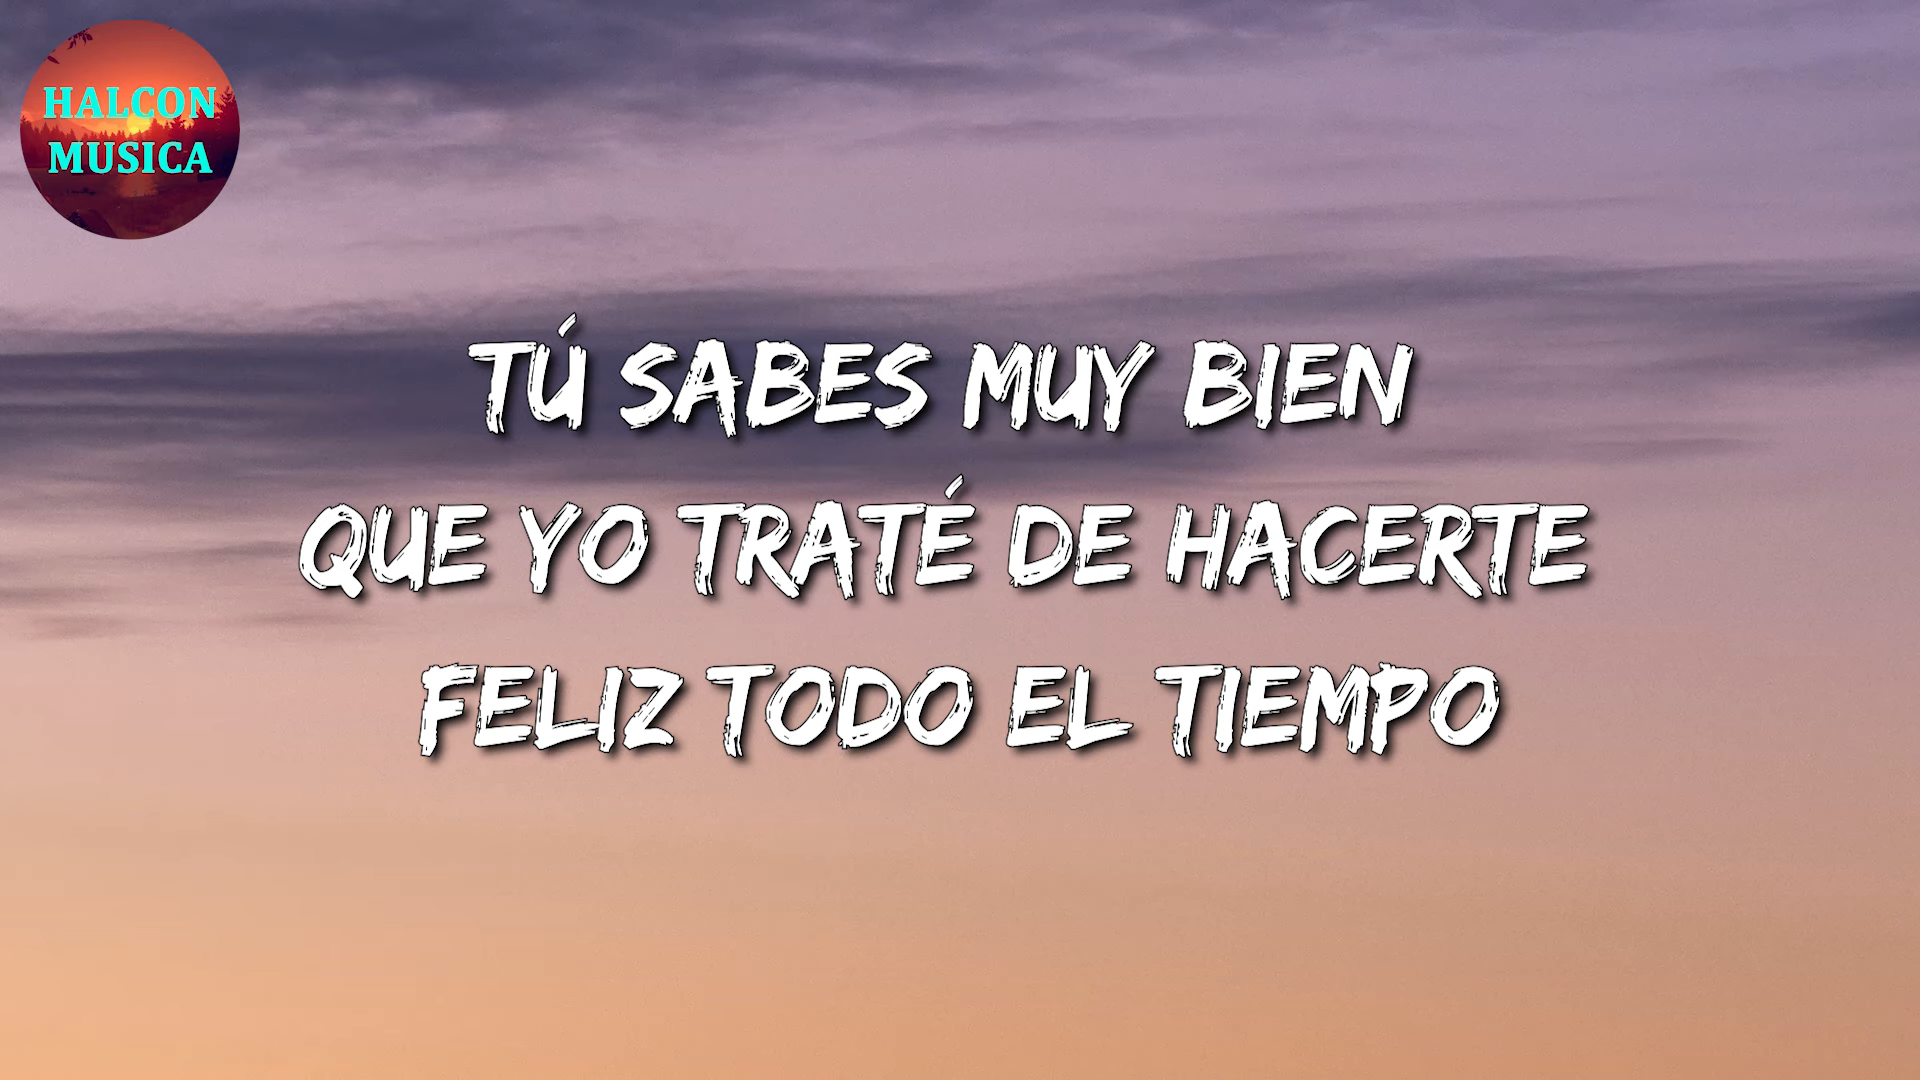 HALCON
MUSICA
TÚ SABES MUY BIEN
QUE YO TRATÉ DE HACERTE
FELIZ TODO EL TIEMPO